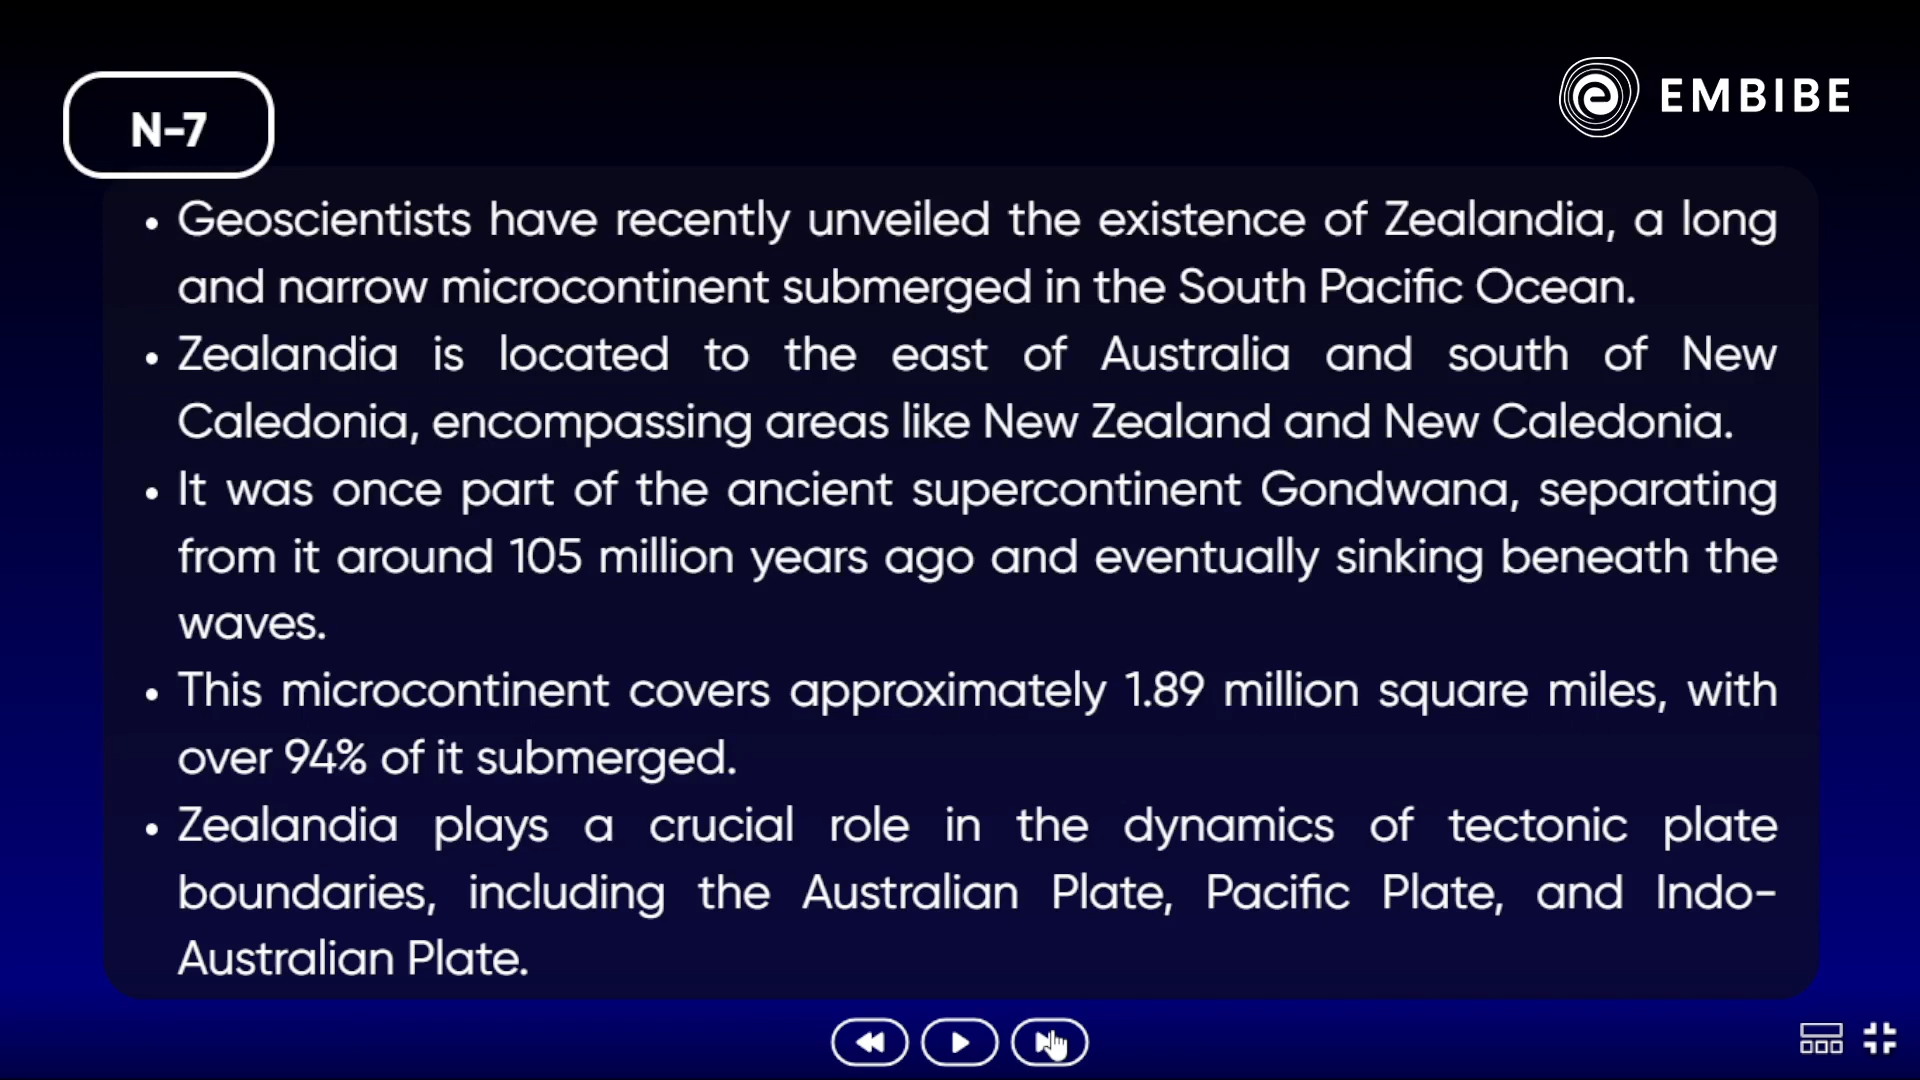 N-7
EMBIBE
• Geoscientists have recently unveiled the existence of Zealandia, a long
and narrow microcontinent submerged in the South Pacific Ocean.
• Zealandia is located to the east of Australia and south of New
Caledonia, encompassing areas like New Zealand and New Caledonia.
• It was once part of the ancient supercontinent Gondwana, separating
from it around 105 million years ago and eventually sinking beneath the
waves.
• This microcontinent covers approximately 1.89 million square miles, with
over 94% of it submerged.
• Zealandia plays a crucial role in the dynamics of tectonic plate
boundaries, including the Australian Plate, Pacific Plate, and Indo-
Australian Plate.